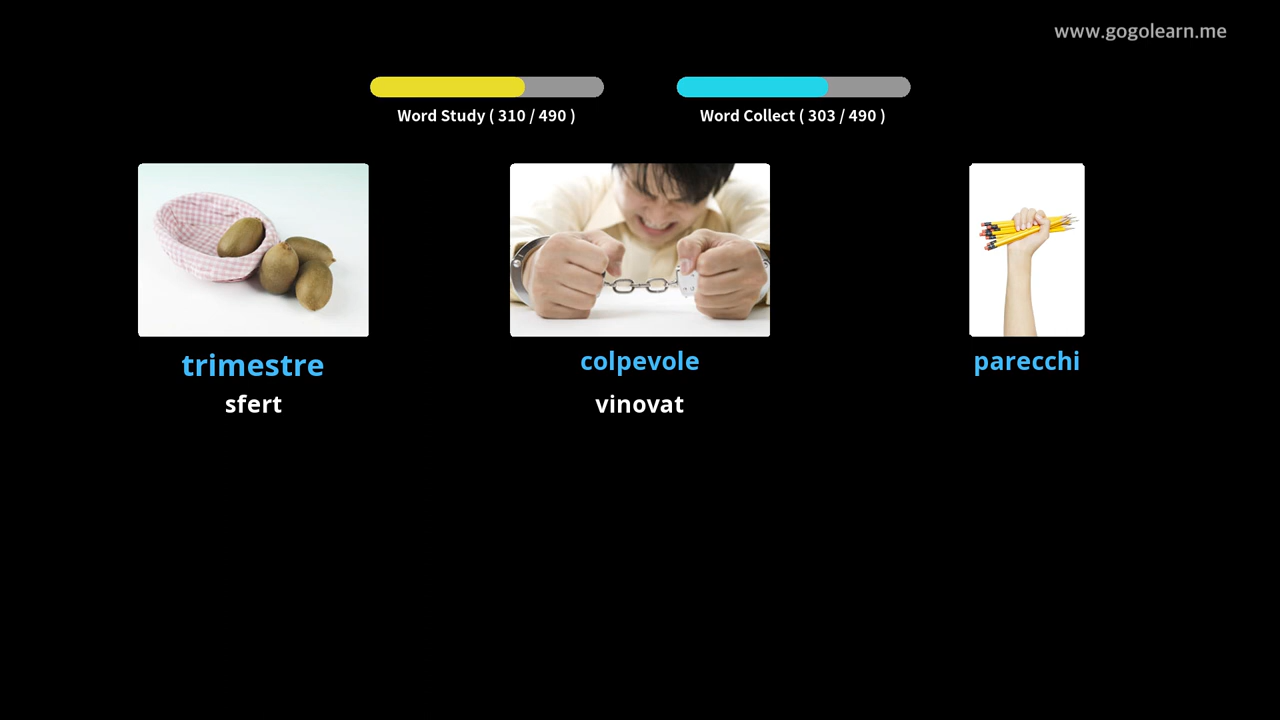 www.gogolearn.me
Word Study ( 310 / 490 )
Word Collect ( 303 / 490 )
trimestre
sfert
colpevole
vinovat
parecchi